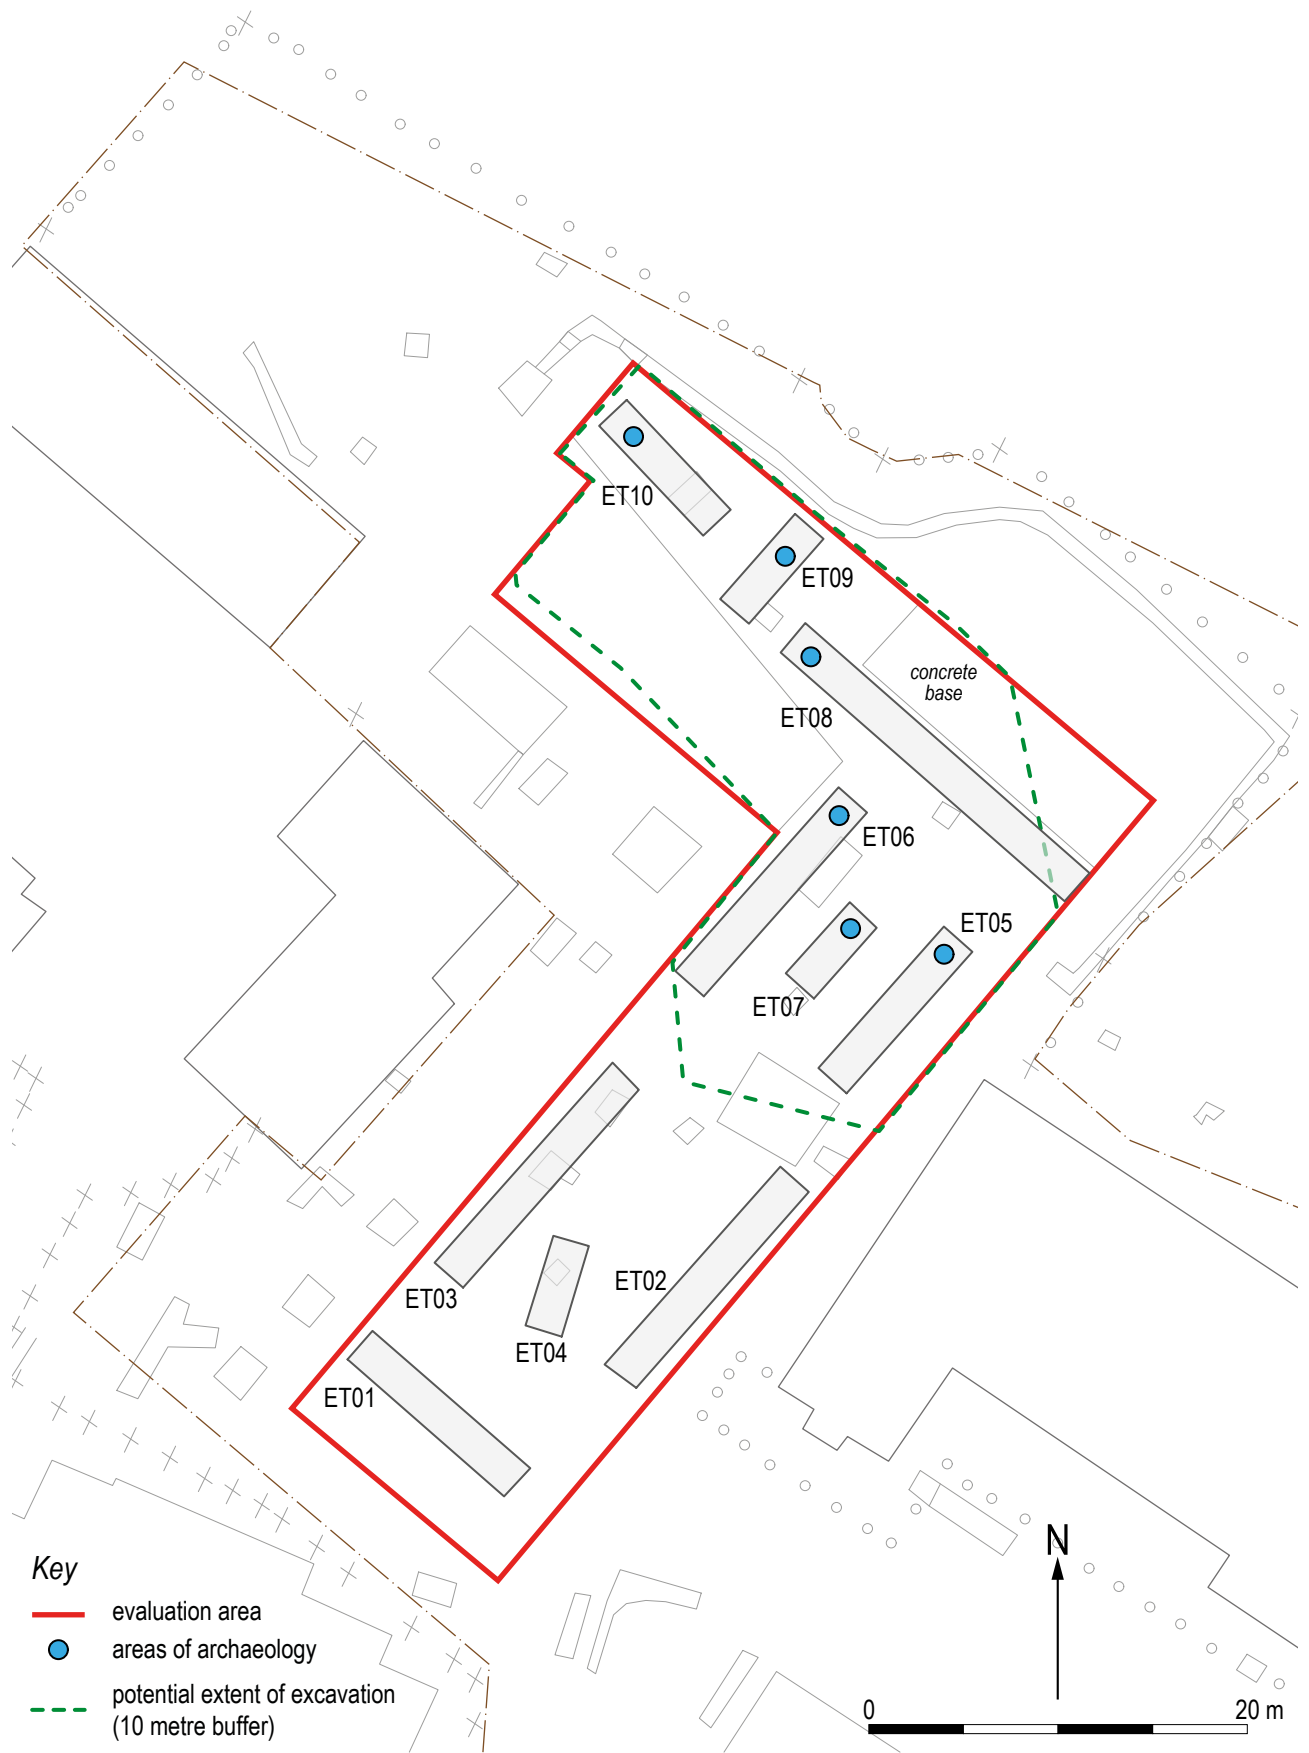 ET10
ET09
concrete
base
ET08
ET06
ET05
ET07
ET02
ET03
ET04
ET01
Key
evaluation area
areas of archaeology
potential extent of excavation
(10 metre buffer)
N
0 20 m